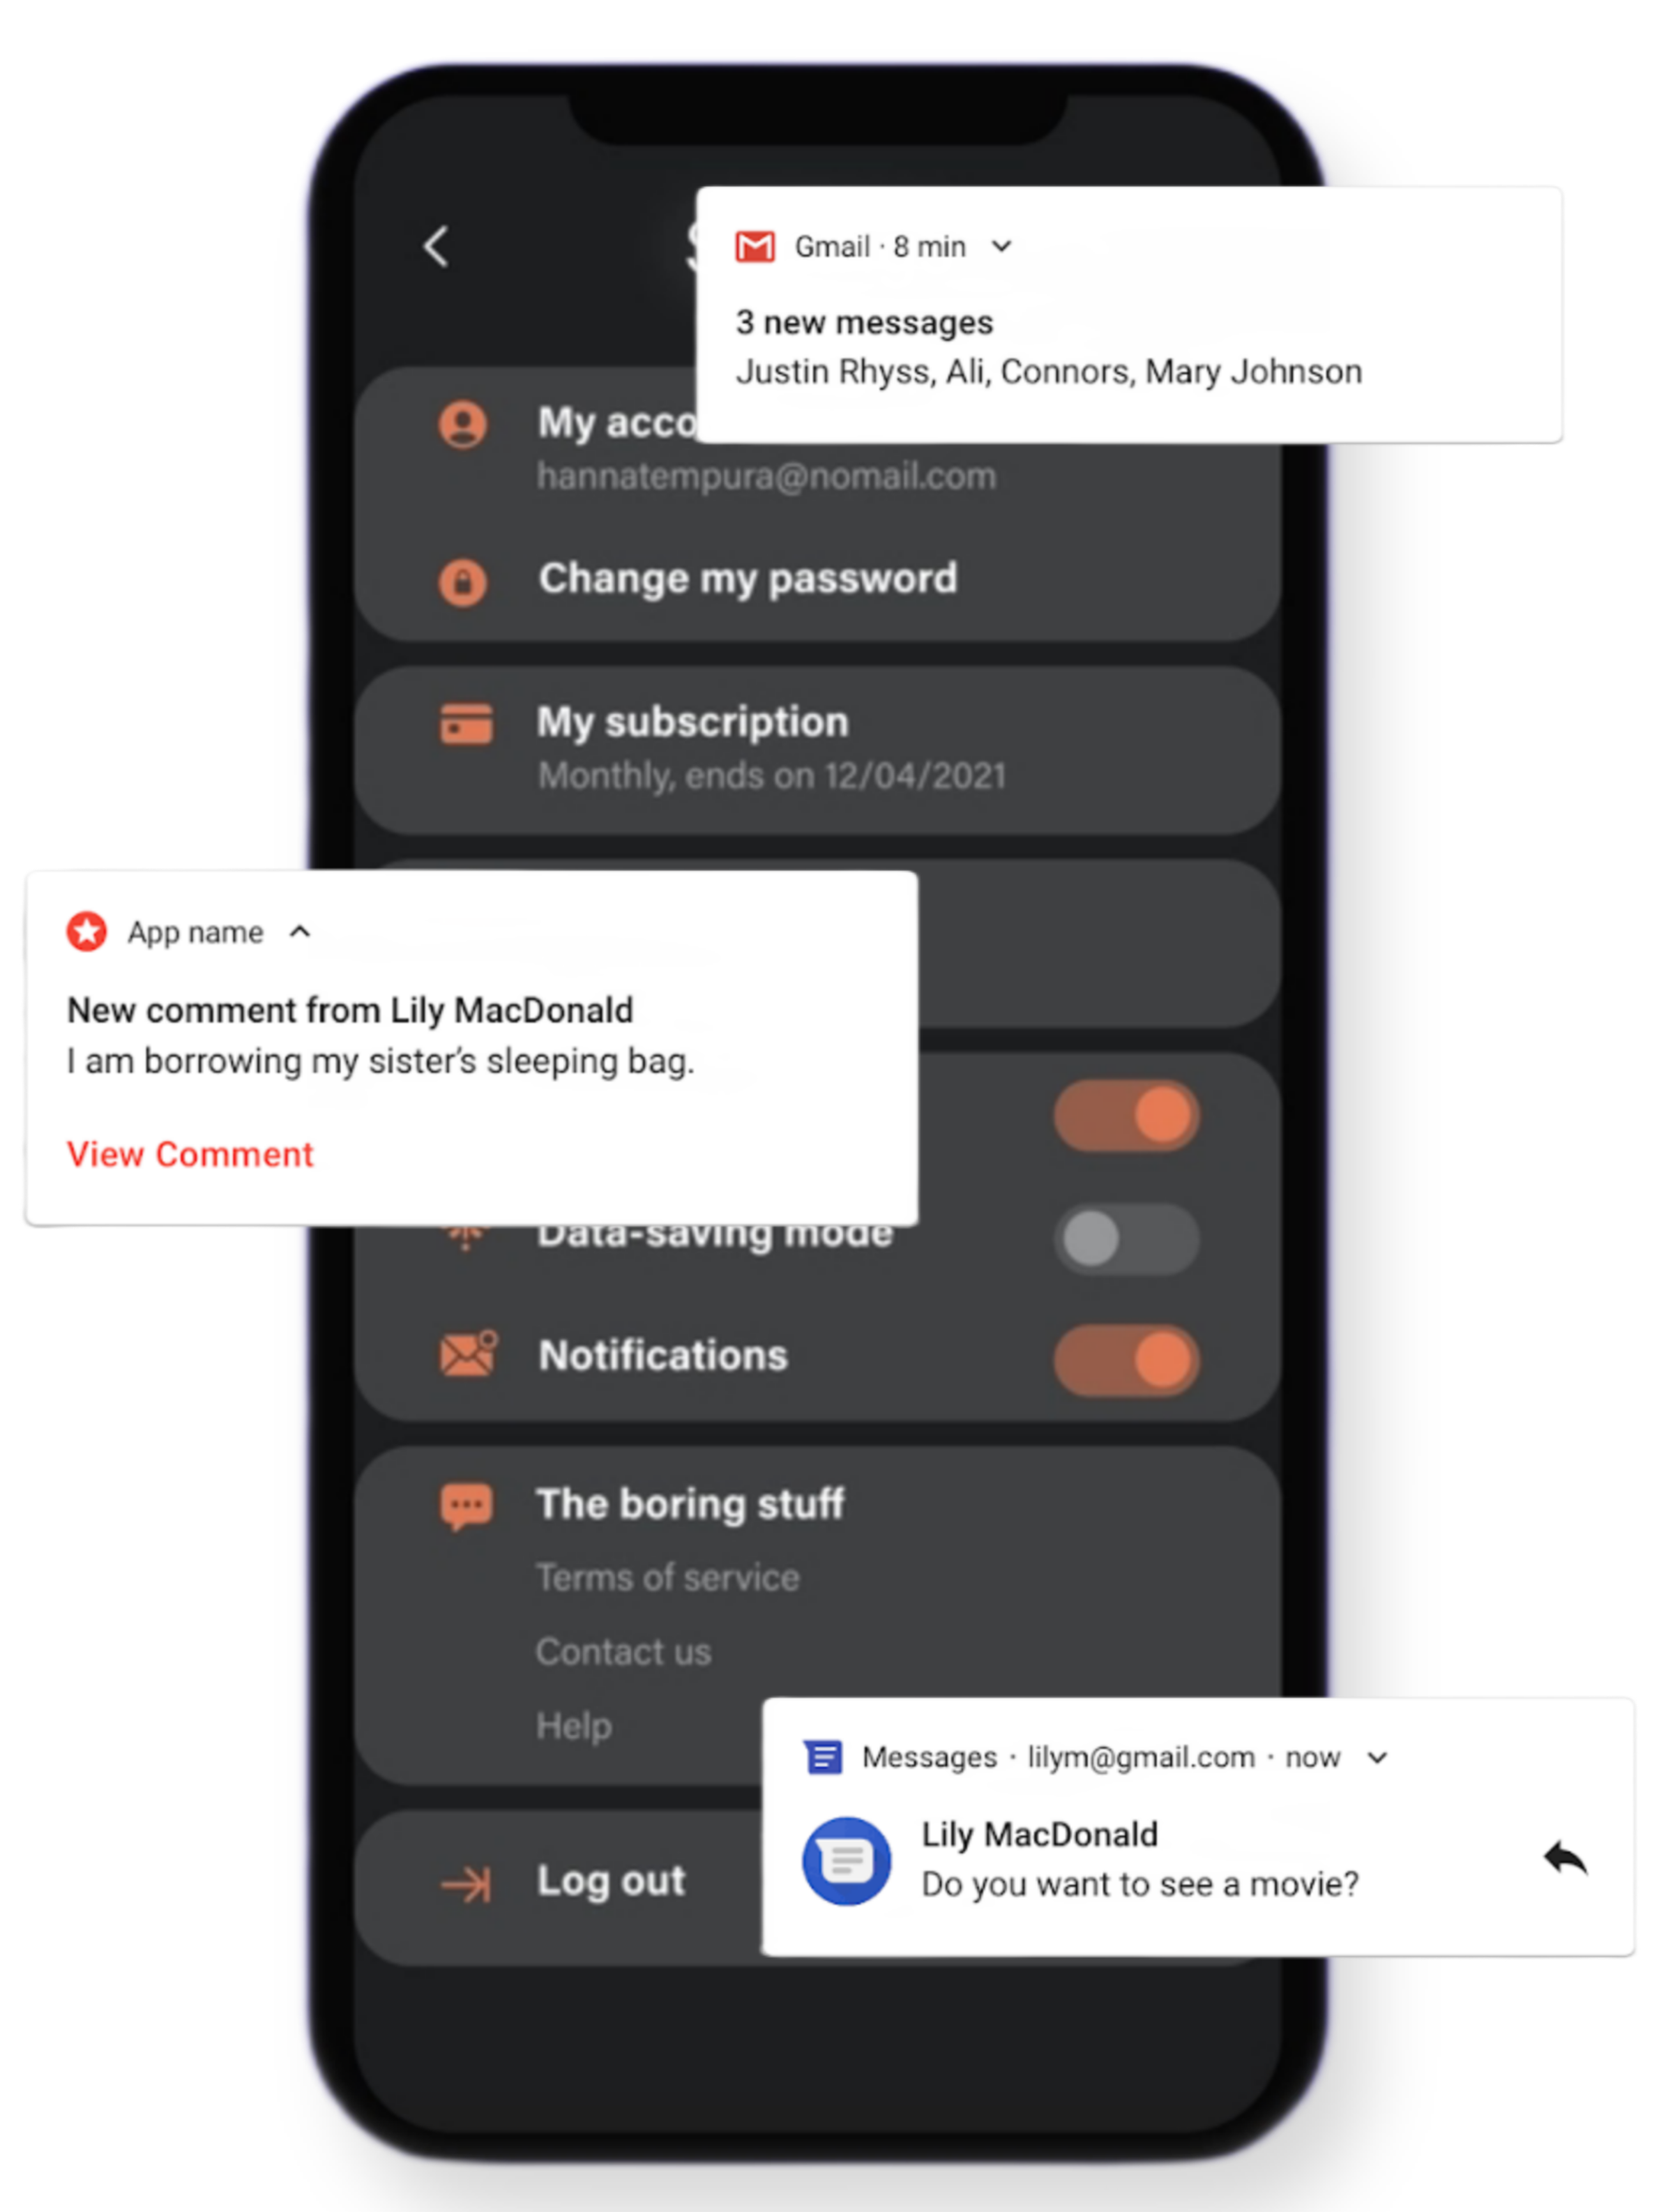 Gmail · 8 min
3 new messages
Justin Rhyss, Ali, Connors, Mary Johnson
My
hannatempura@nomail.com
Change my password
My subscription
Monthly, ends on 12/04/2021
App name
New comment from Lily MacDonald
I am borrowing my sister’s sleeping bag.
View Comment
Data-saving mode
Notifications
The boring stuff
Terms of service
Contact us
Help
Messages · lilym@gmail.com · now
Lily MacDonald
Do you want to see a movie?
Log out